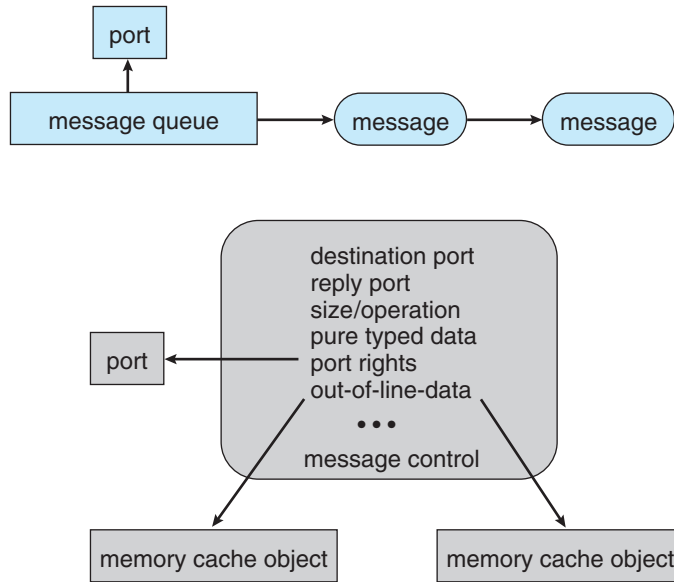 port
message queue
message
message
destination port
reply port
size/operation
pure typed data
port
port rights
out-of-line-data
•••
message control
memory cache object
memory cache object